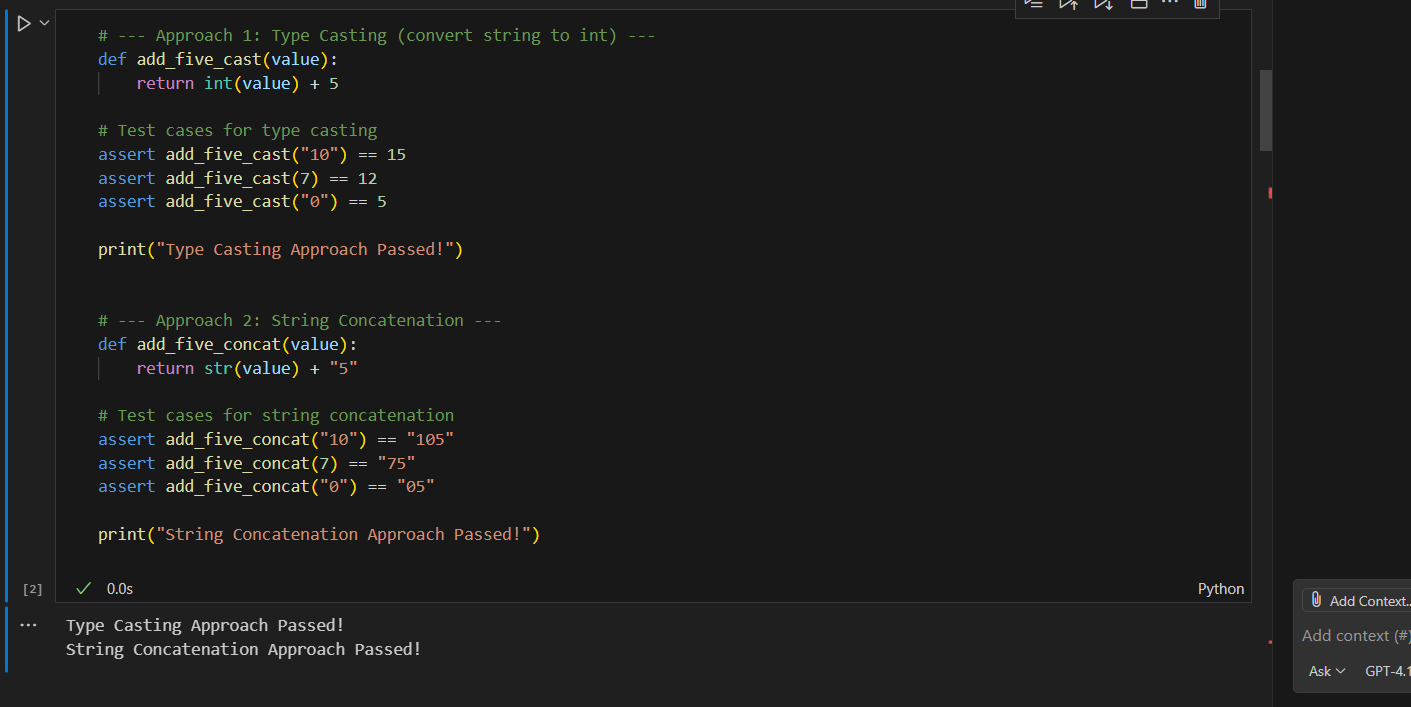 # --- Approach 1: Type Casting (convert string to int) ---
def add_five_cast(value):
    return int(value) + 5
# Test cases for type casting
assert add_five_cast("10") == 15
assert add_five_cast(7) == 12
assert add_five_cast("0") == 5
print("Type Casting Approach Passed!")
# --- Approach 2: String Concatenation ---
def add_five_concat(value):
    return str(value) + "5"
# Test cases for string concatenation
assert add_five_concat("10") == "105"
assert add_five_concat(7) == "75"
assert add_five_concat("0") == "05"
print("String Concatenation Approach Passed!")
[2] 0.0s Python
Type Casting Approach Passed!
String Concatenation Approach Passed!
Add Context..
Add context (#)
Ask GPT-4.1